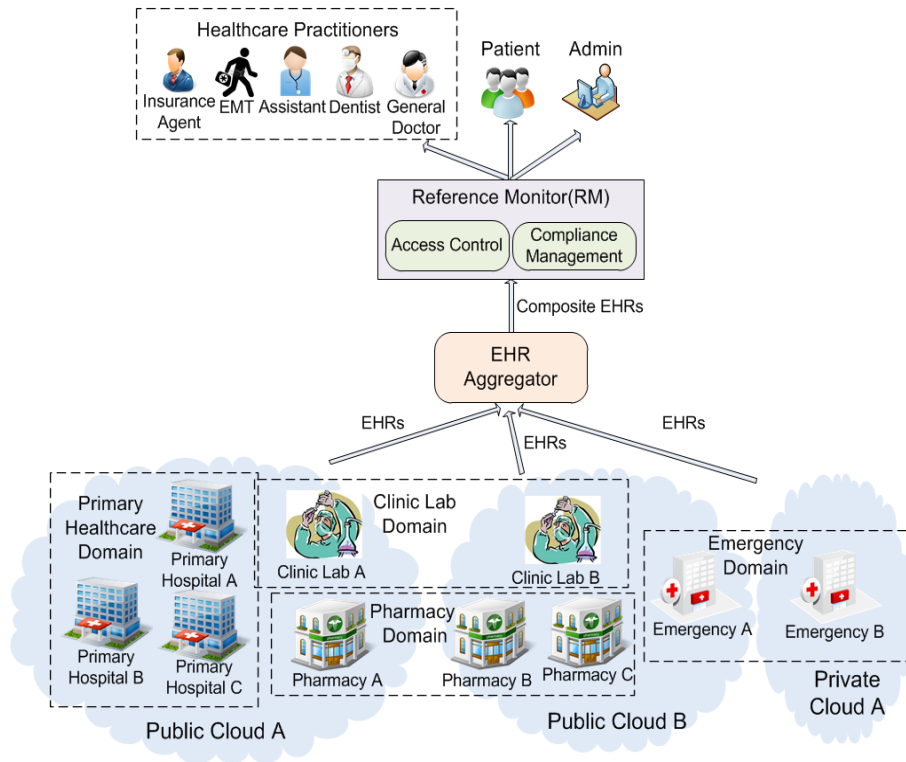 Healthcare Practitioners
Insurance
Agent
EMT
Assistant
Dentist
General
Doctor
Patient
Admin
Reference Monitor(RM)
Access Control
Compliance
Management
Composite EHRs
EHR
Aggregator
EHRs
EHRs
EHRs
Primary
Healthcare
Domain
Primary
Hospital A
Primary
Hospital B
Primary
Hospital C
Clinic Lab
Domain
Clinic Lab A
Clinic Lab B
Pharmacy
Domain
Pharmacy A
Pharmacy B
Pharmacy C
Emergency
Domain
Emergency A
Emergency B
Public Cloud A
Public Cloud B
Private
Cloud A